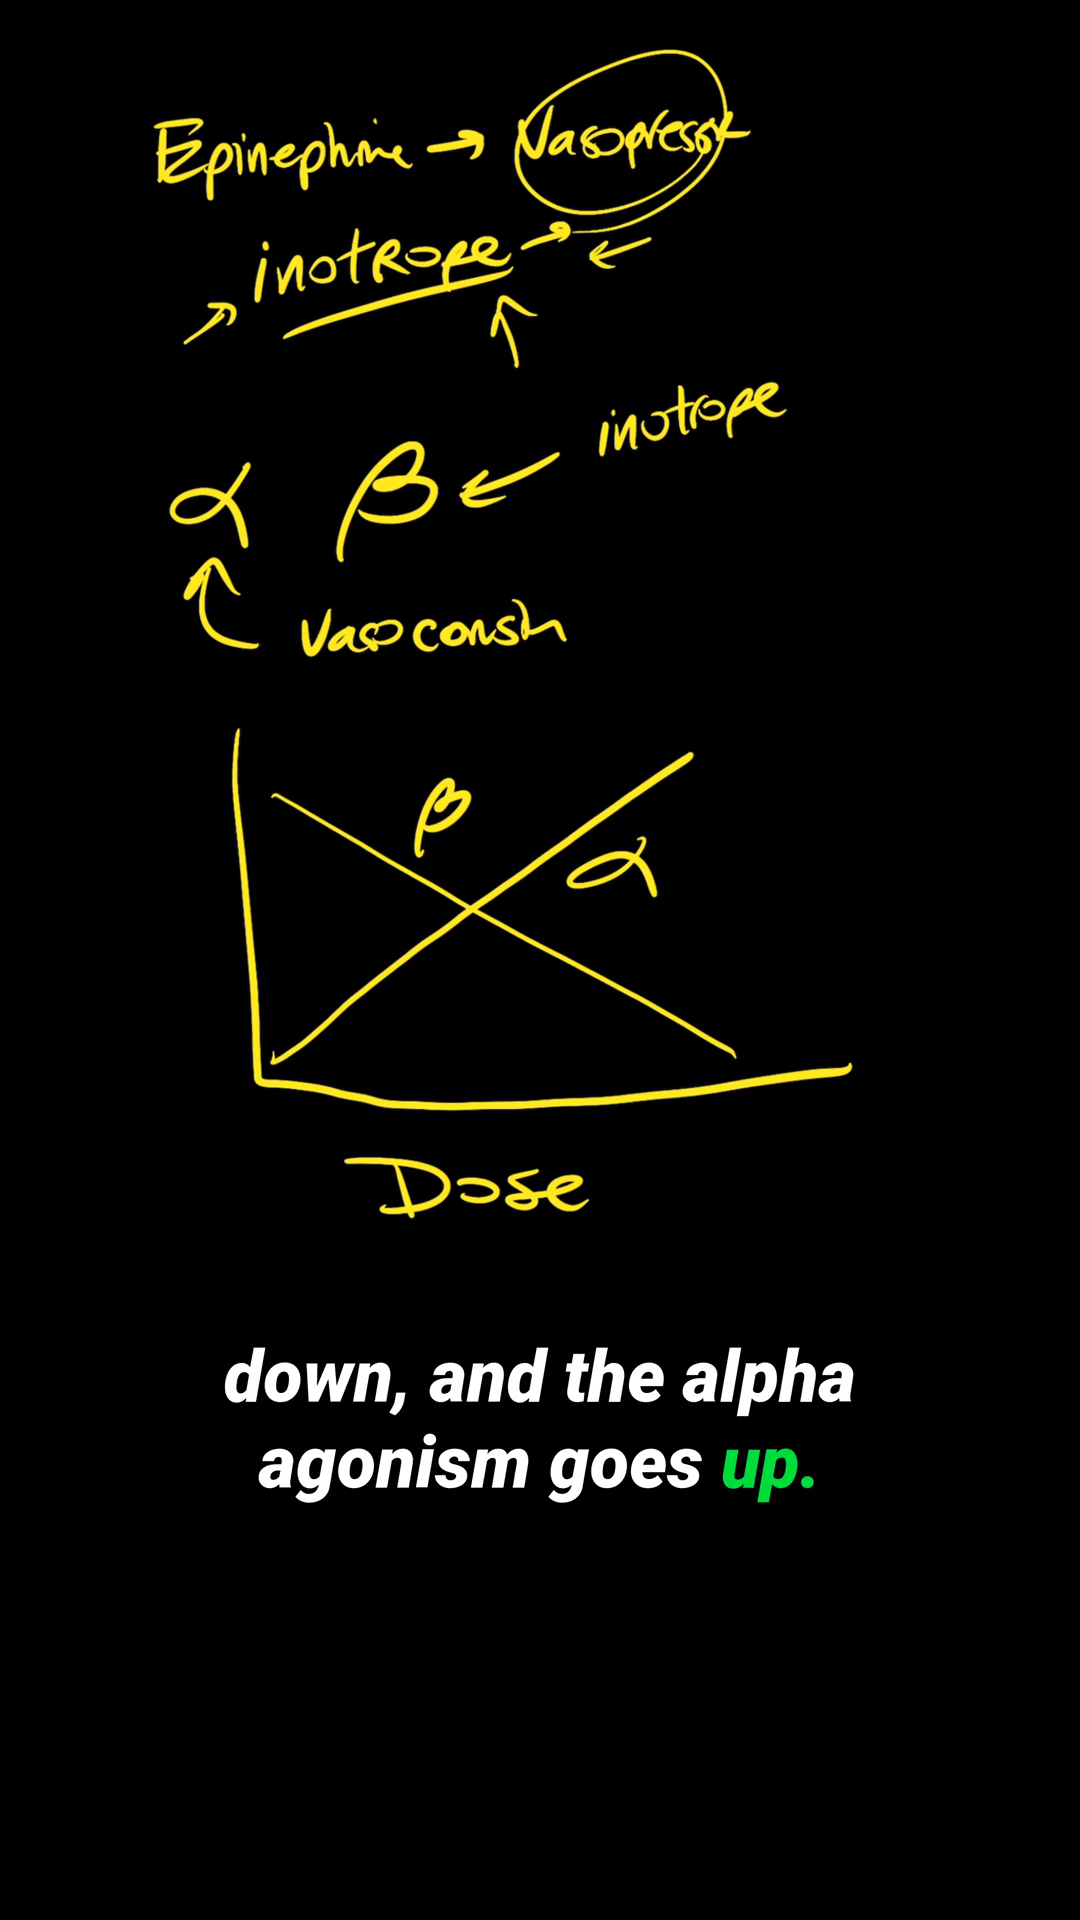 Epinephrine → Vasopressor
inotrope →
inotrope
α β ←
Vasoconstr
β
α
Dose
down, and the alpha
agonism goes up.